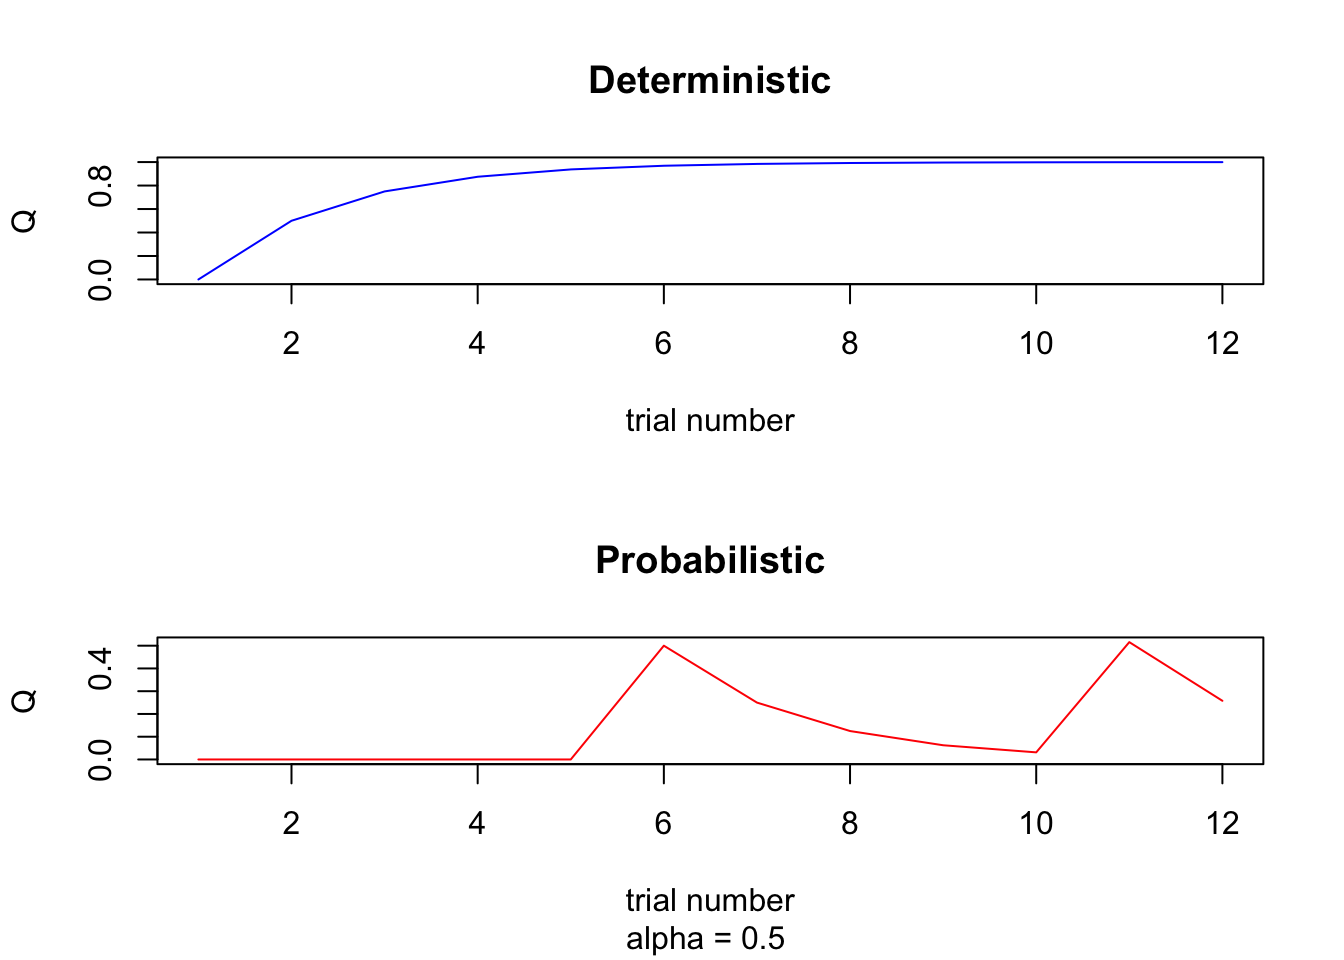 Deterministic
Q
0.8
0.0
2 4 6 8 10 12
trial number
Probabilistic
Q
0.4
0.0
2 4 6 8 10 12
trial number
alpha = 0.5